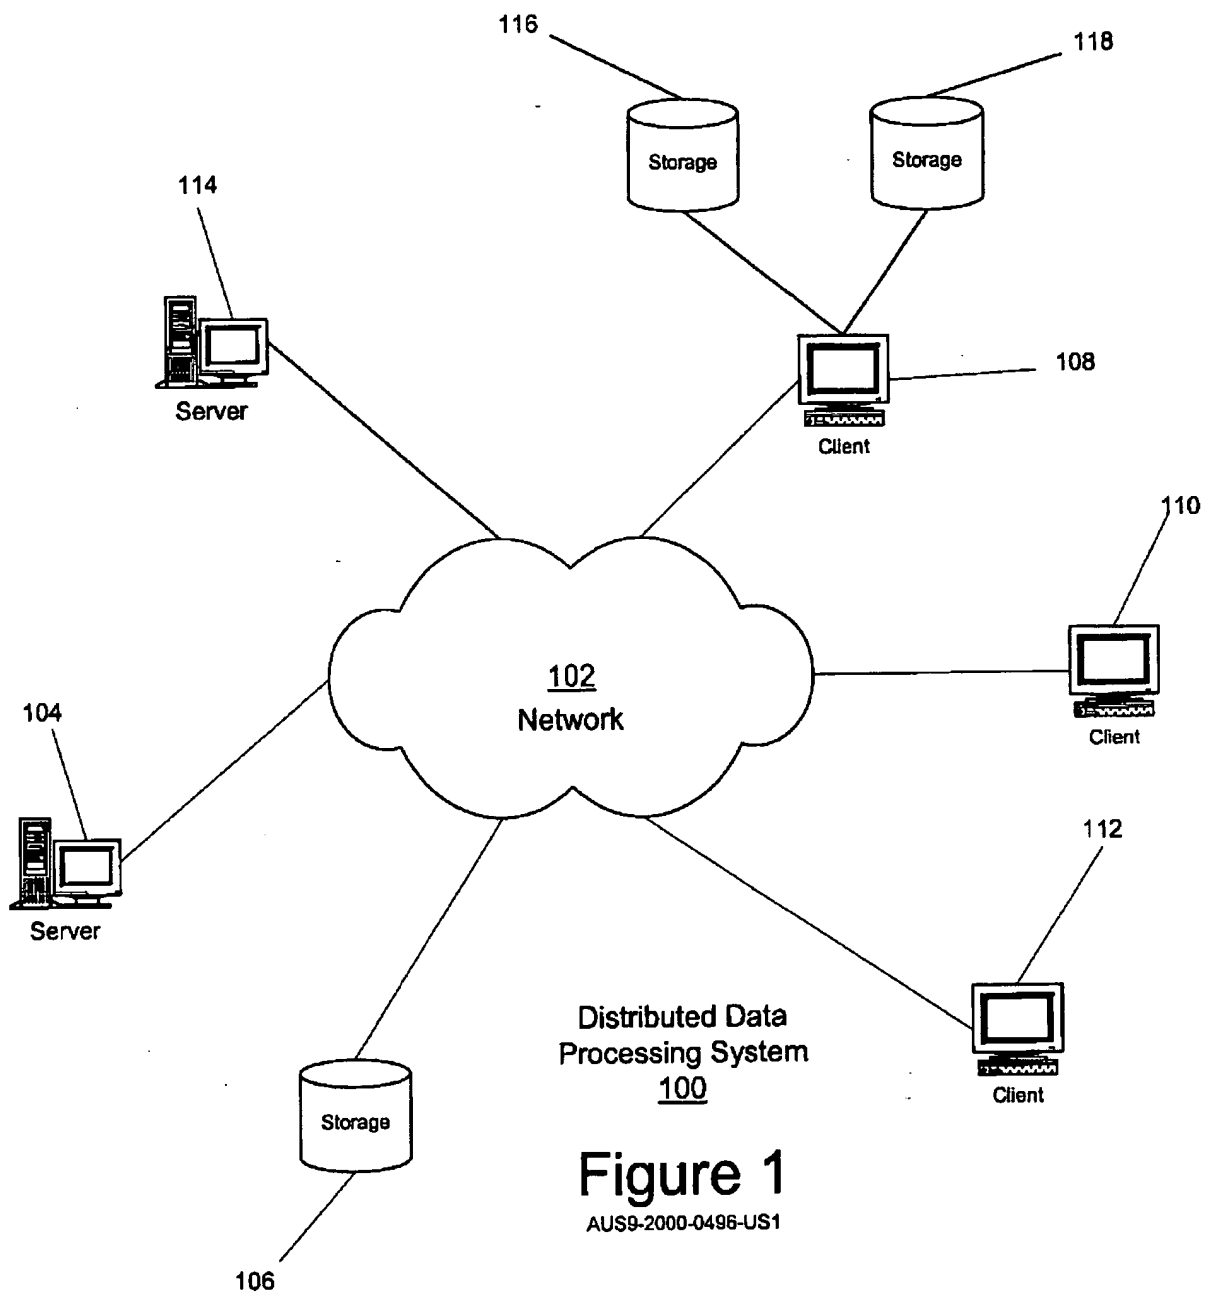 116
118
Storage
Storage
114
Server
108
Client
110
102
Network
Client
104
Server
112
Distributed Data
Processing System
100
Client
Storage
Figure 1
AUS9-2000-0496-US1
106